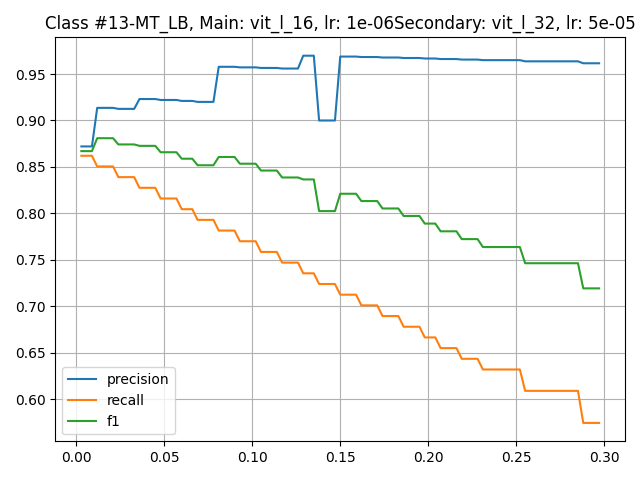 Class #13-MT_LB, Main: vit_l_16, lr: 1e-06Secondary: vit_l_32, lr: 5e-05
0.95
0.90
0.85
0.80
0.75
0.70
0.65
0.60
precision
recall
f1
0.00 0.05 0.10 0.15 0.20 0.25 0.30